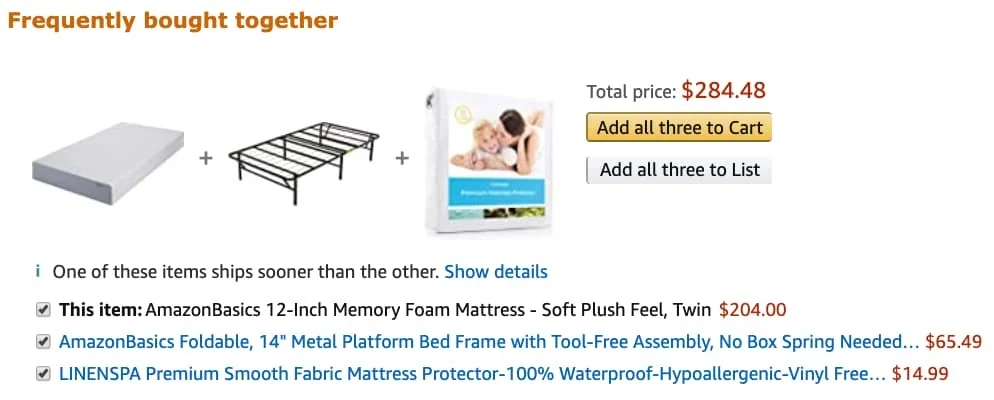 Frequently bought together
Total price: $284.48
Add all three to Cart
Add all three to List
+
+
Premium Mattress Protector
i One of these items ships sooner than the other. Show details
This item: AmazonBasics 12-Inch Memory Foam Mattress - Soft Plush Feel, Twin $204.00
AmazonBasics Foldable, 14" Metal Platform Bed Frame with Tool-Free Assembly, No Box Spring Needed… $65.49
LINENSPA Premium Smooth Fabric Mattress Protector-100% Waterproof-Hypoallergenic-Vinyl Free… $14.99